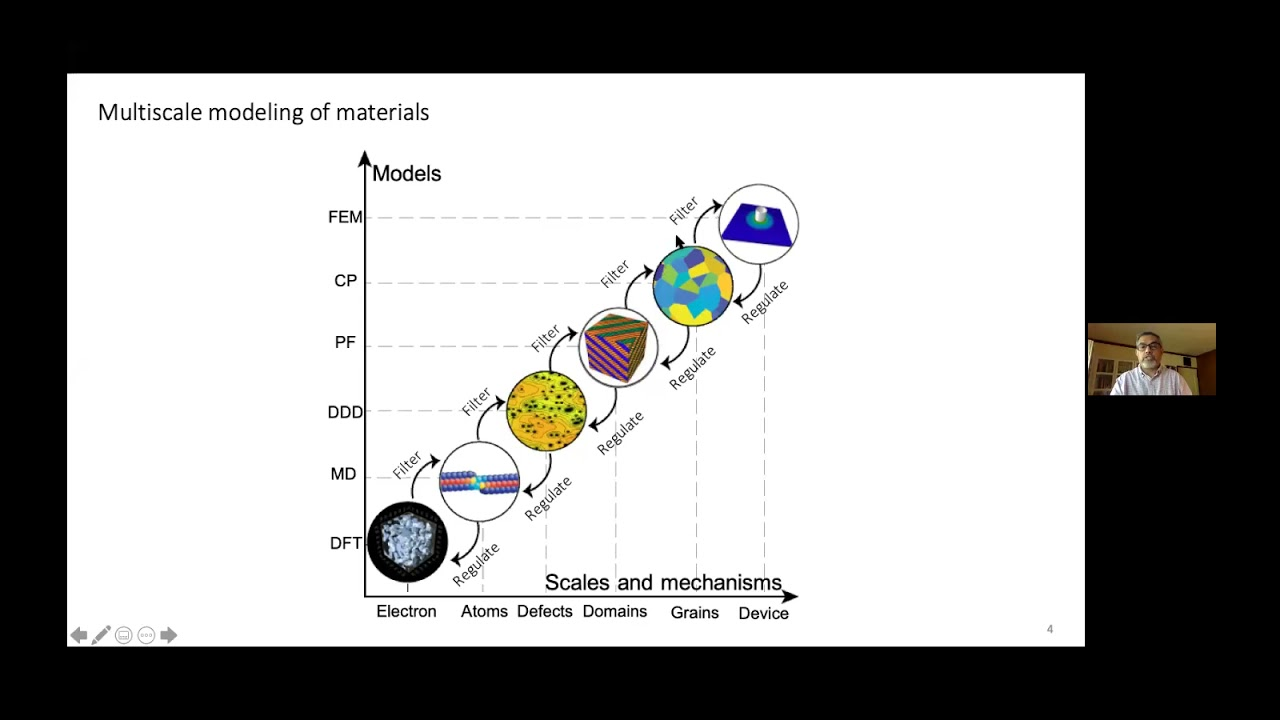 Multiscale modeling of materials
Models
FEM
CP
PF
DDD
MD
DFT
Filter
Filter
Filter
Filter
Filter
Regulate
Regulate
Regulate
Regulate
Regulate
Scales and mechanisms
Electron Atoms Defects Domains Grains Device
4